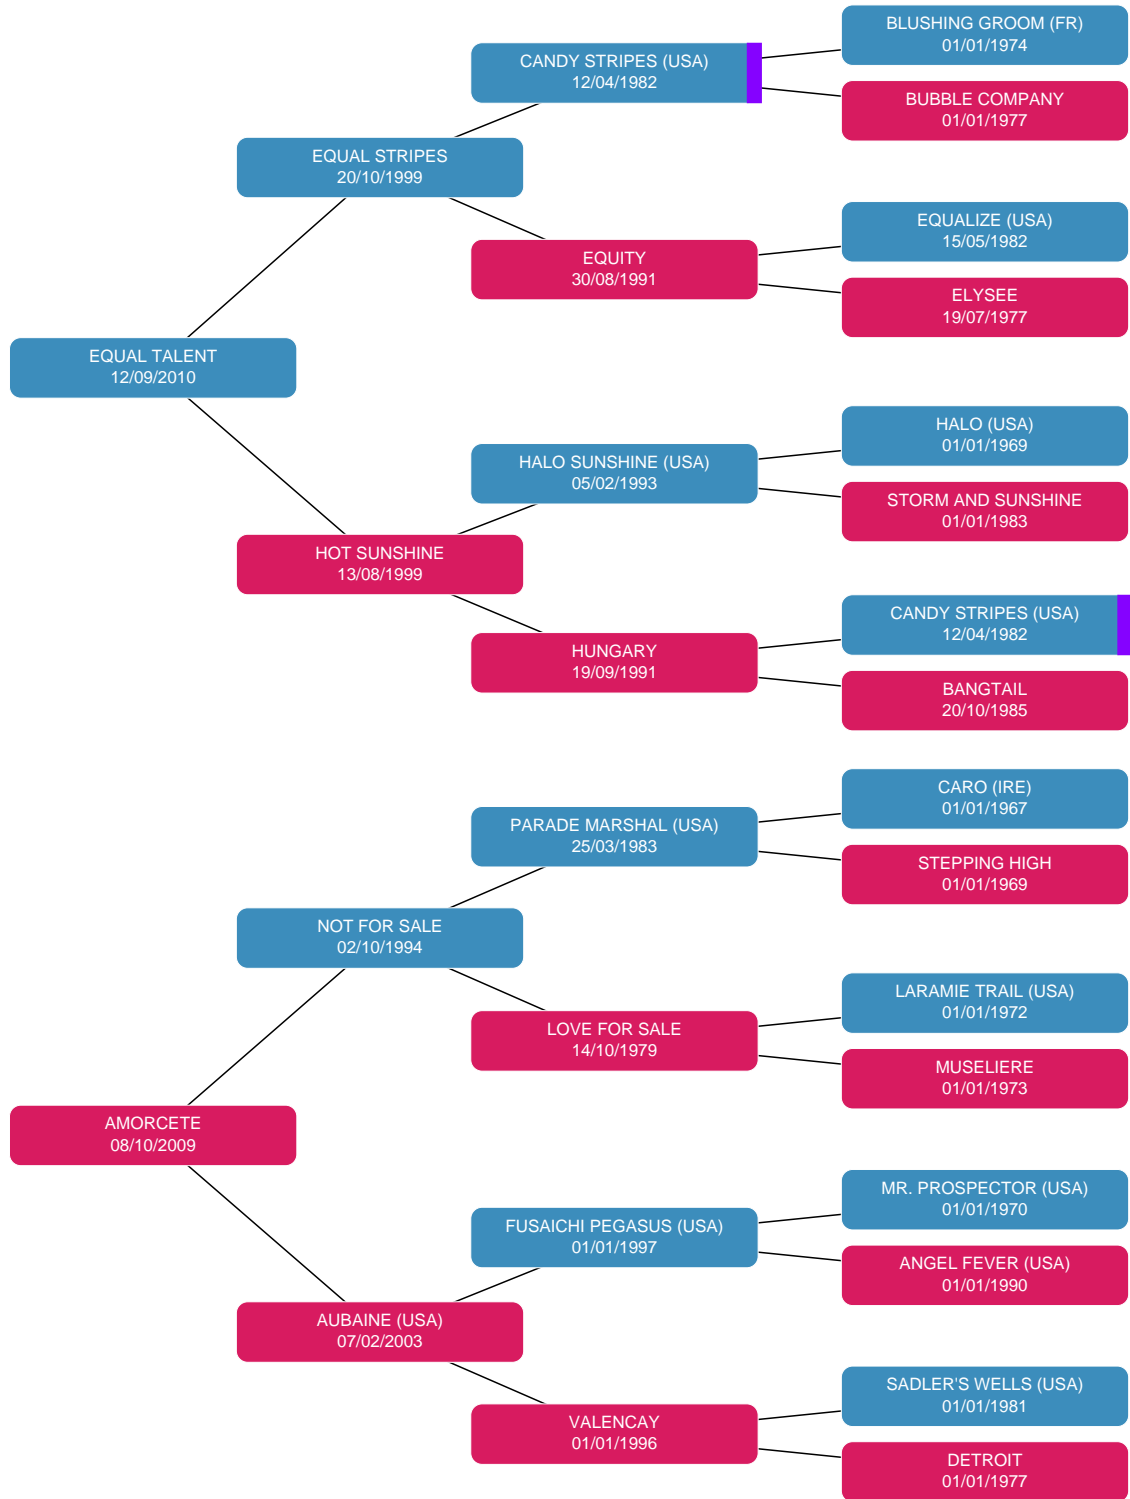 BLUSHING GROOM (FR)
01/01/1974
CANDY STRIPES (USA)
12/04/1982
BUBBLE COMPANY
01/01/1977
EQUAL STRIPES
20/10/1999
EQUALIZE (USA)
15/05/1982
EQUITY
30/08/1991
ELYSEE
19/07/1977
EQUAL TALENT
12/09/2010
HALO (USA)
01/01/1969
HALO SUNSHINE (USA)
05/02/1993
STORM AND SUNSHINE
01/01/1983
HOT SUNSHINE
13/08/1999
CANDY STRIPES (USA)
12/04/1982
HUNGARY
19/09/1991
BANGTAIL
20/10/1985
CARO (IRE)
01/01/1967
PARADE MARSHAL (USA)
25/03/1983
STEPPING HIGH
01/01/1969
NOT FOR SALE
02/10/1994
LARAMIE TRAIL (USA)
01/01/1972
LOVE FOR SALE
14/10/1979
MUSELIERE
01/01/1973
AMORCETE
08/10/2009
MR. PROSPECTOR (USA)
01/01/1970
FUSAICHI PEGASUS (USA)
01/01/1997
ANGEL FEVER (USA)
01/01/1990
AUBAINE (USA)
07/02/2003
SADLER'S WELLS (USA)
01/01/1981
VALENCAY
01/01/1996
DETROIT
01/01/1977